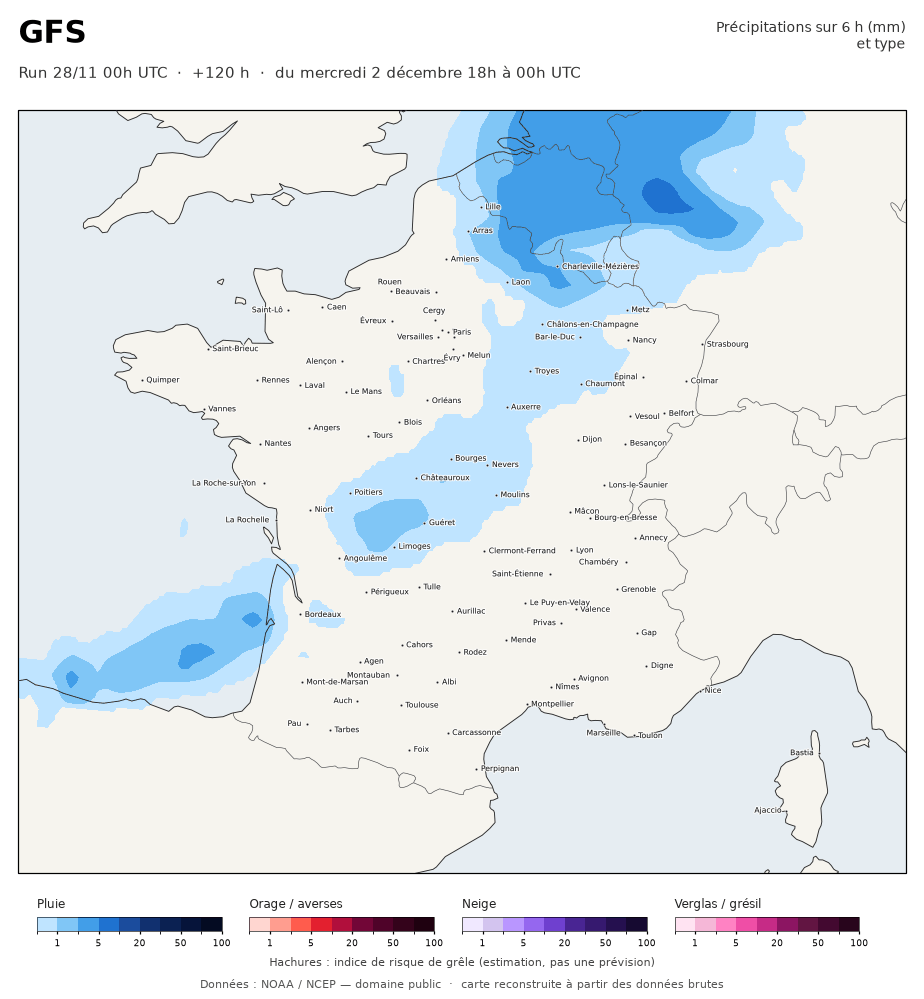 GFS
Précipitations sur 6 h (mm)
et type
Run 28/11 00h UTC · +120 h · du mercredi 2 décembre 18h à 00h UTC
Lille
Arras
Amiens
Charleville-Mézières
Rouen
Laon
Beauvais
Saint-Lô
Caen
Cergy
Metz
Évreux
Châlons-en-Champagne
Paris
Versailles
Bar-le-Duc
Nancy
Strasbourg
Saint-Brieuc
Évry
Melun
Alençon
Chartres
Troyes
Épinal
Quimper
Rennes
Laval
Chaumont
Colmar
Le Mans
Orléans
Vannes
Auxerre
Vesoul
Belfort
Blois
Angers
Tours
Dijon
Besançon
Nantes
Bourges
Nevers
La Roche-sur-Yon
Châteauroux
Lons-le-Saunier
Poitiers
Moulins
Niort
Mâcon
Bourg-en-Bresse
La Rochelle
Guéret
Annecy
Limoges
Clermont-Ferrand
Lyon
Angoulême
Chambéry
Saint-Étienne
Tulle
Périgueux
Grenoble
Le Puy-en-Velay
Bordeaux
Aurillac
Valence
Privas
Gap
Cahors
Mende
Rodez
Agen
Digne
Montauban
Mont-de-Marsan
Albi
Avignon
Nîmes
Nice
Auch
Toulouse
Montpellier
Pau
Tarbes
Carcassonne
Marseille
Toulon
Foix
Bastia
Perpignan
Ajaccio
Pluie
Orage / averses
Neige
Verglas / grésil
1 5 20 50 100
1 5 20 50 100
1 5 20 50 100
1 5 20 50 100
Hachures : indice de risque de grêle (estimation, pas une prévision)
Données : NOAA / NCEP — domaine public · carte reconstruite à partir des données brutes